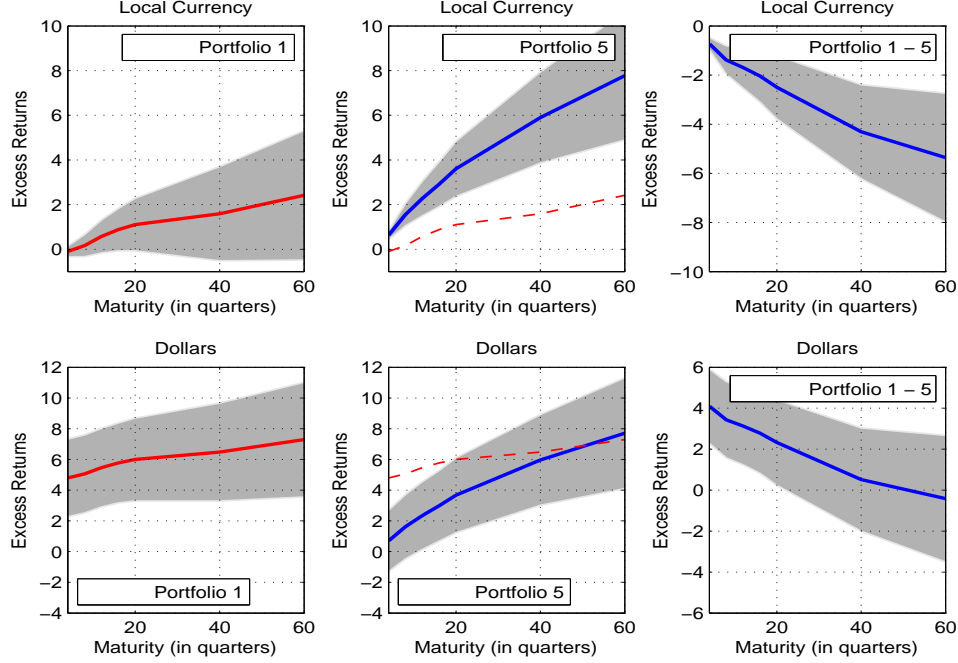 Local Currency
Portfolio 1
Excess Returns
10
8
6
4
2
0
20
40
60
Maturity (in quarters)
Local Currency
Portfolio 5
Excess Returns
10
8
6
4
2
0
20
40
60
Maturity (in quarters)
Local Currency
Portfolio 1 − 5
Excess Returns
0
−2
−4
−6
−8
−10
20
40
60
Maturity (in quarters)
Dollars
Portfolio 1
Excess Returns
12
10
8
6
4
2
0
−2
−4
20
40
60
Maturity (in quarters)
Dollars
Portfolio 5
Excess Returns
12
10
8
6
4
2
0
−2
−4
20
40
60
Maturity (in quarters)
Dollars
Portfolio 1 − 5
Excess Returns
6
4
2
0
−2
−4
−6
20
40
60
Maturity (in quarters)